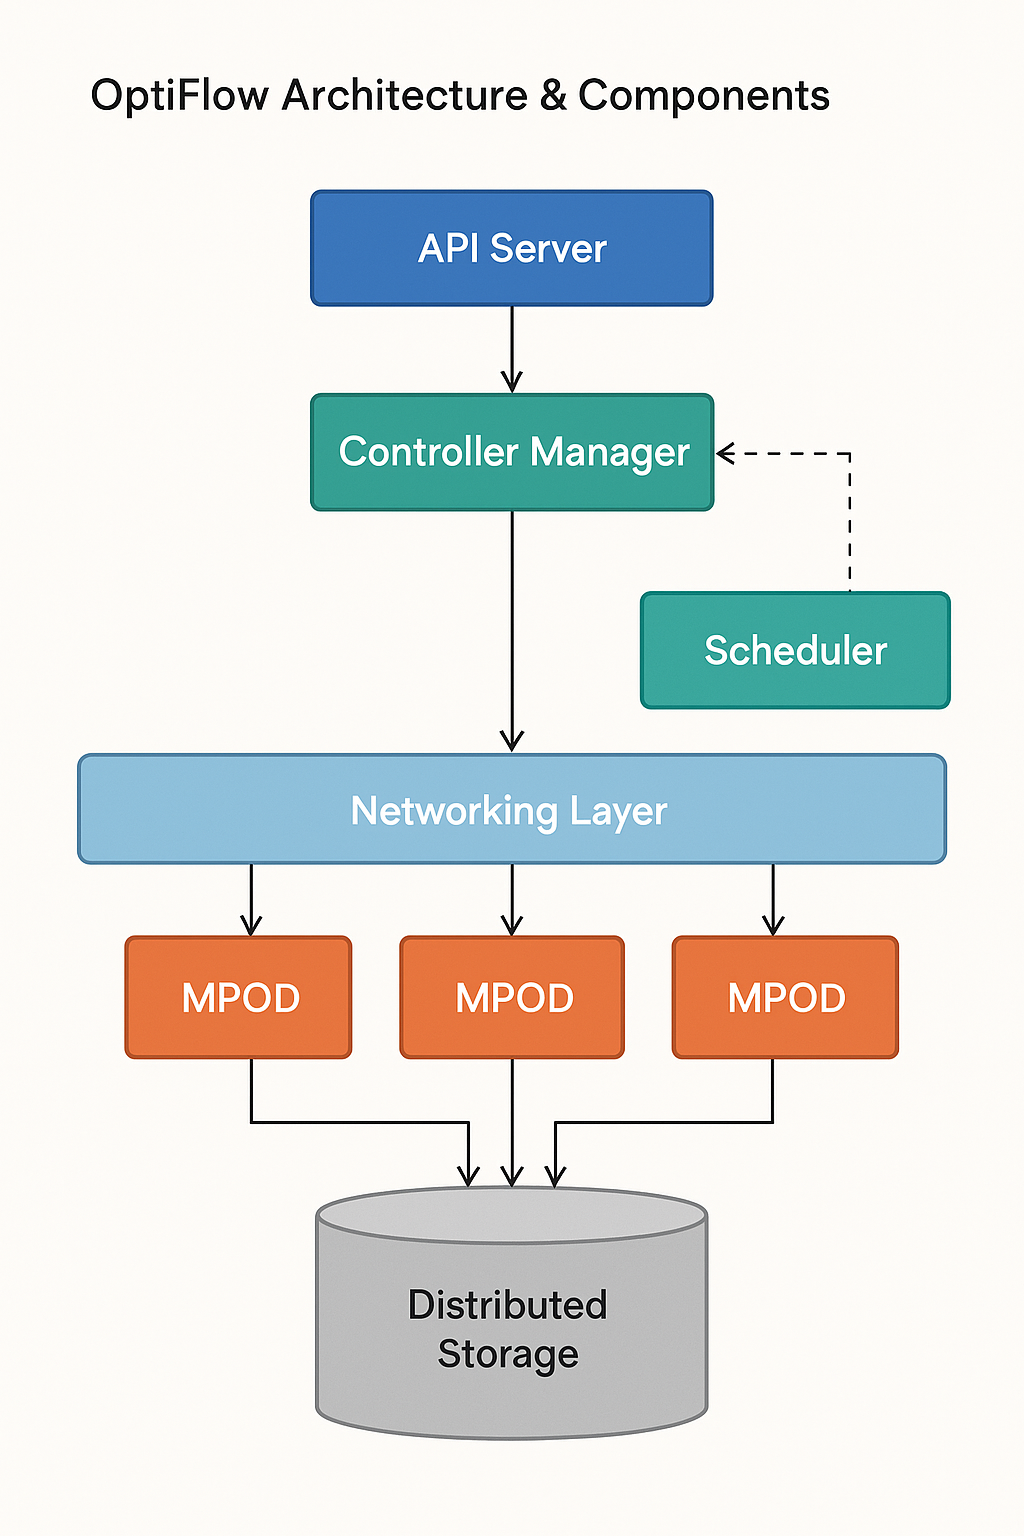 OptiFlow Architecture & Components
API Server
Controller Manager
Scheduler
Networking Layer
MPOD
MPOD
MPOD
Distributed
Storage